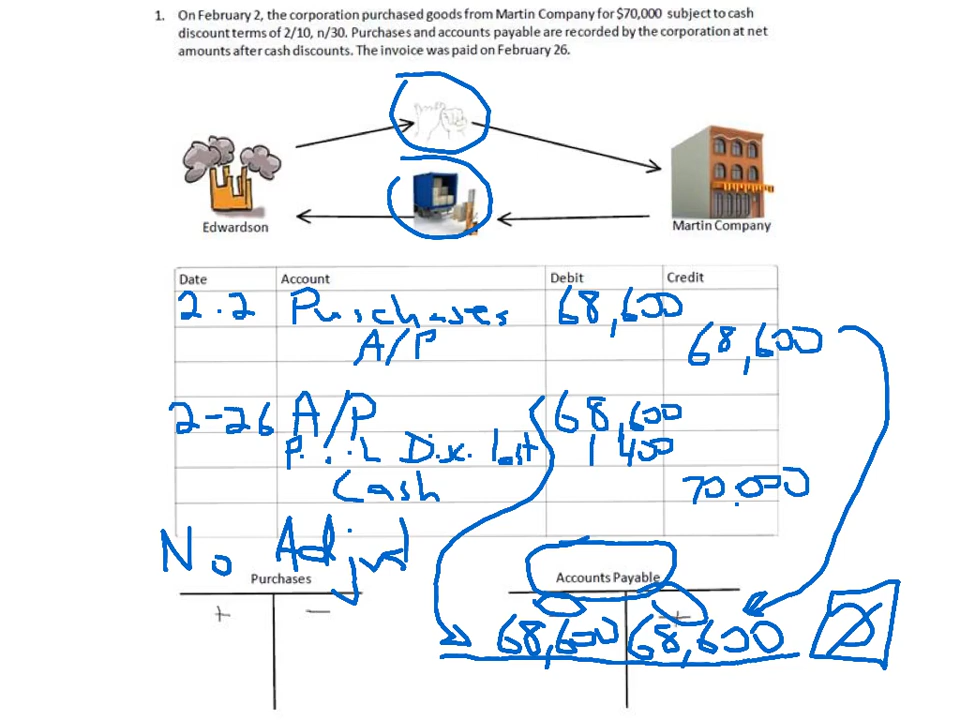 1. On February 2, the corporation purchased goods from Martin Company for $70,000 subject to cash
discount terms of 2/10, n/30. Purchases and accounts payable are recorded by the corporation at net
amounts after cash discounts. The invoice was paid on February 26.
Edwardson
Martin Company
Date Account Debit Credit
2.2 Purchases 68,600
A/P 68,600
2-26 A/P 68,600
Disc. lost 1 400
Cash 70,000
No Adjust
Purchases Accounts Payable
+ - +
68,600 68,600 0